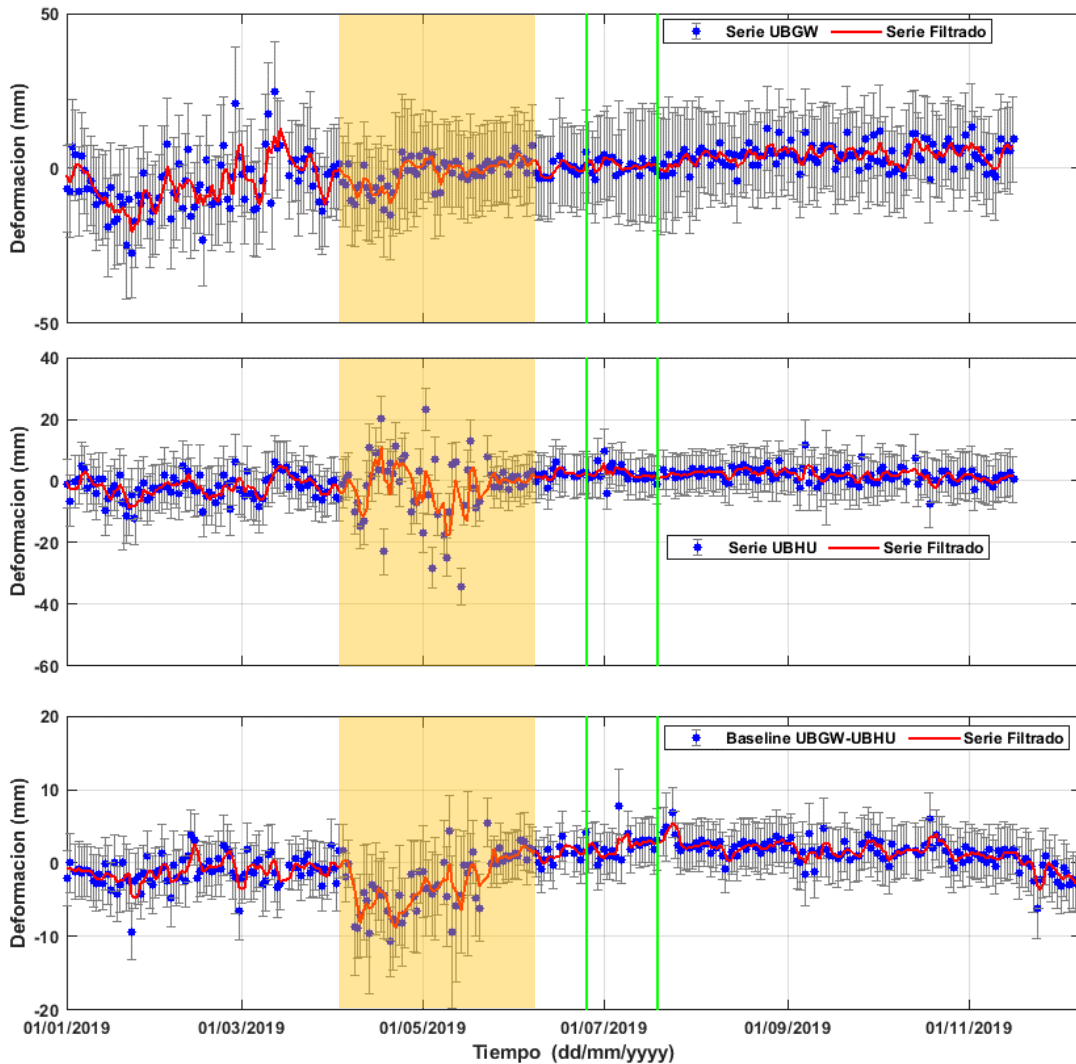 50
0
-50
Deformacion (mm)
Serie UBGW Serie Filtrado
40
20
0
-20
-40
-60
Deformacion (mm)
Serie UBHU Serie Filtrado
20
10
0
-10
-20
Deformacion (mm)
Baseline UBGW-UBHU Serie Filtrado
01/01/2019 01/03/2019 01/05/2019 01/07/2019 01/09/2019 01/11/2019
Tiempo (dd/mm/yyyy)